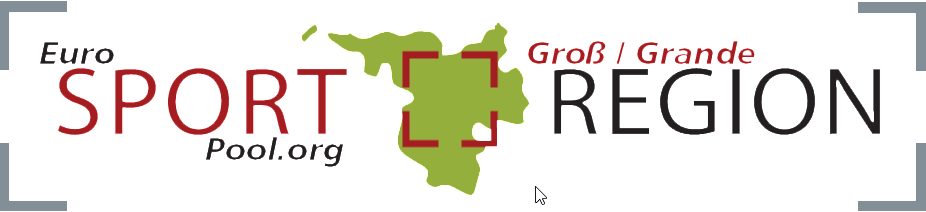 Euro
SPORT
Pool.org
Groß / Grande
REGION